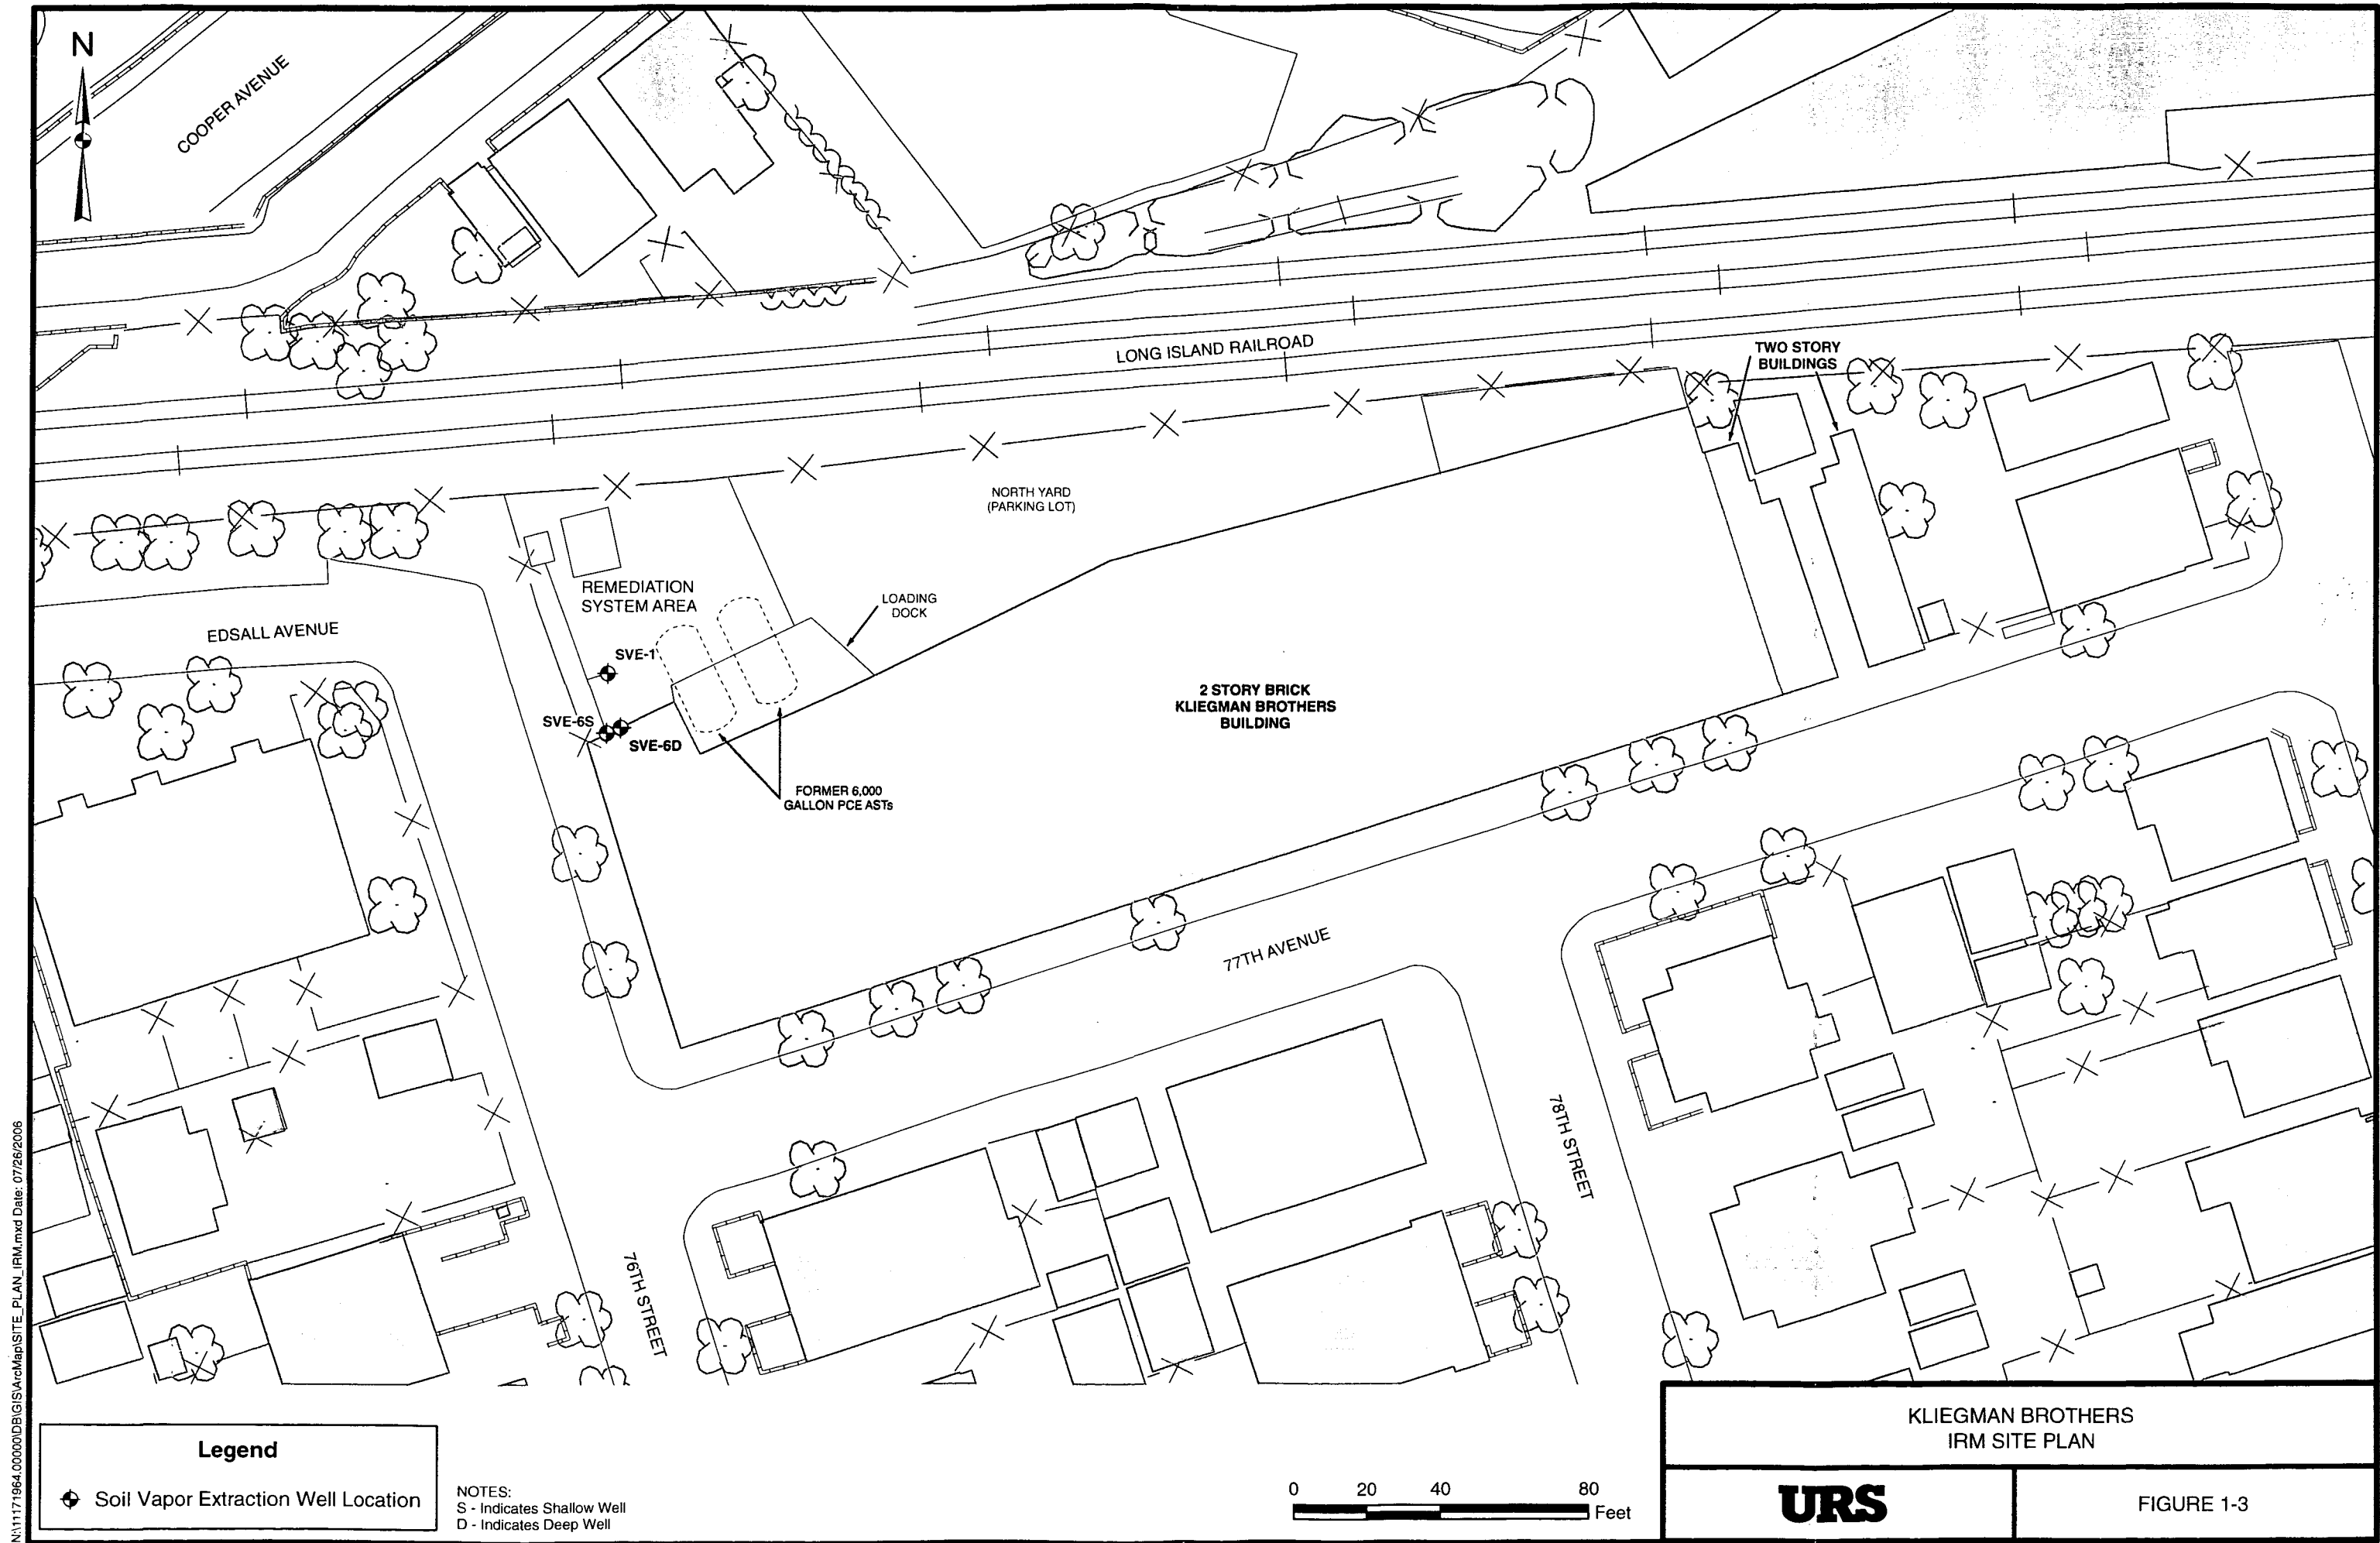 N
COOPER AVENUE
LONG ISLAND RAILROAD
TWO STORY
BUILDINGS
NORTH YARD
(PARKING LOT)
REMEDIATION
SYSTEM AREA
LOADING
DOCK
EDSALL AVENUE
SVE-1
2 STORY BRICK
KLIEGMAN BROTHERS
BUILDING
SVE-6S
SVE-6D
FORMER 6,000
GALLON PCE ASTs
77TH AVENUE
78TH STREET
76TH STREET
N:\11171964.00000\DB\GIS\ArcMap\SITE_PLAN_IRM.mxd Date: 07/26/2006
Legend
Soil Vapor Extraction Well Location
NOTES:
S - Indicates Shallow Well
D - Indicates Deep Well
0 20 40 80
Feet
KLIEGMAN BROTHERS
IRM SITE PLAN
URS
FIGURE 1-3